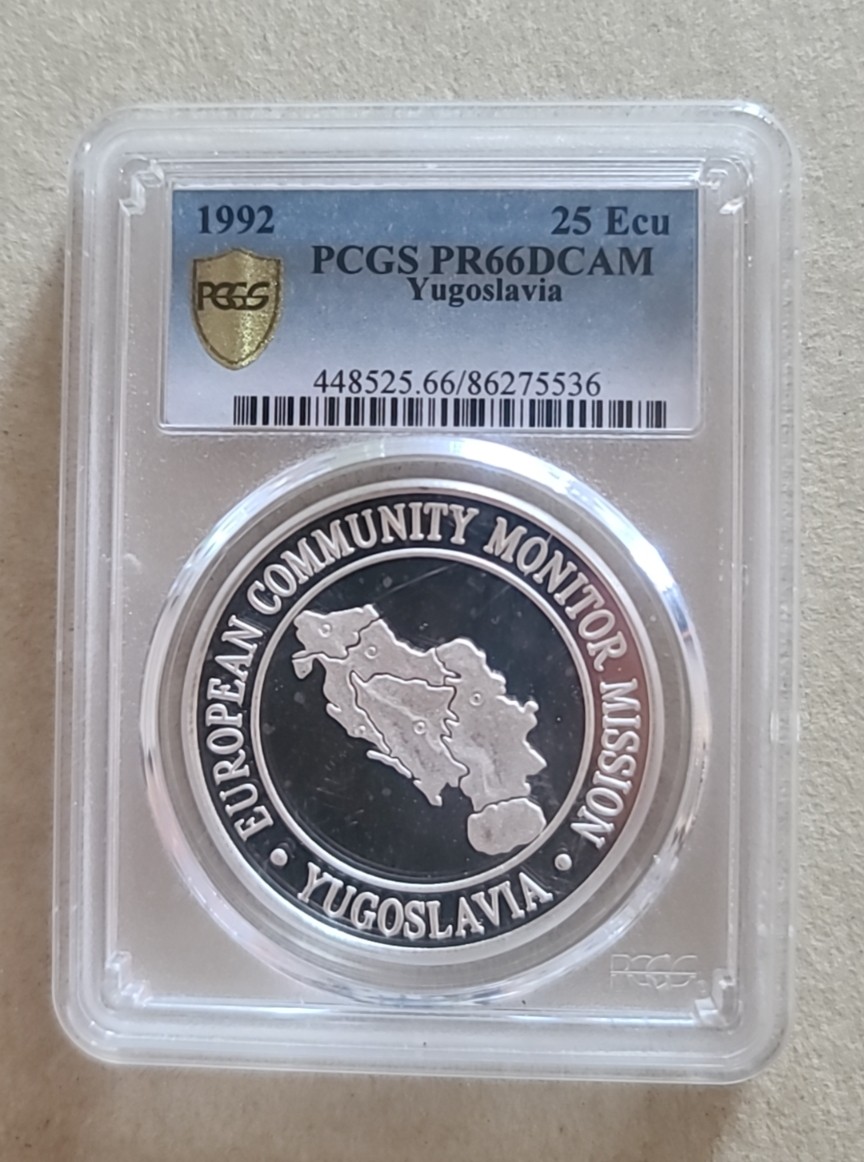 1992 25 Ecu
PCGS PR66DCAM
Yugoslavia
PCGS
448525.66/86275536
EUROPEAN COMMUNITY MONITOR MISSION
• YUGOSLAVIA •
PCGS